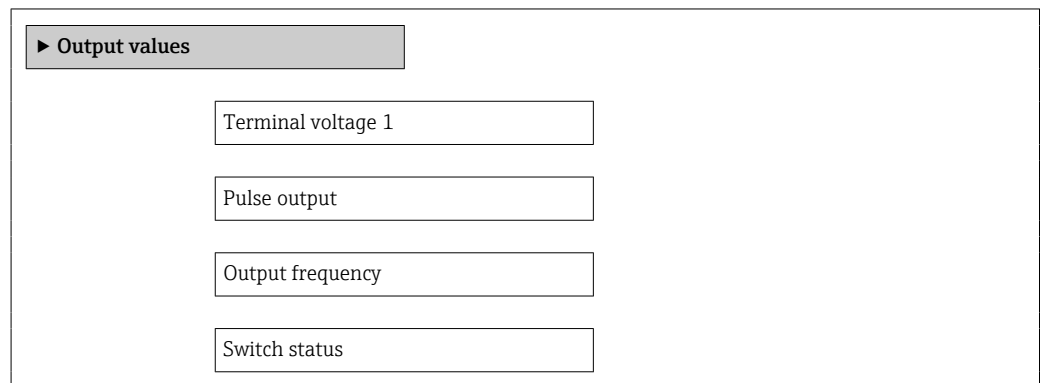 ▶ Output values
Terminal voltage 1
Pulse output
Output frequency
Switch status